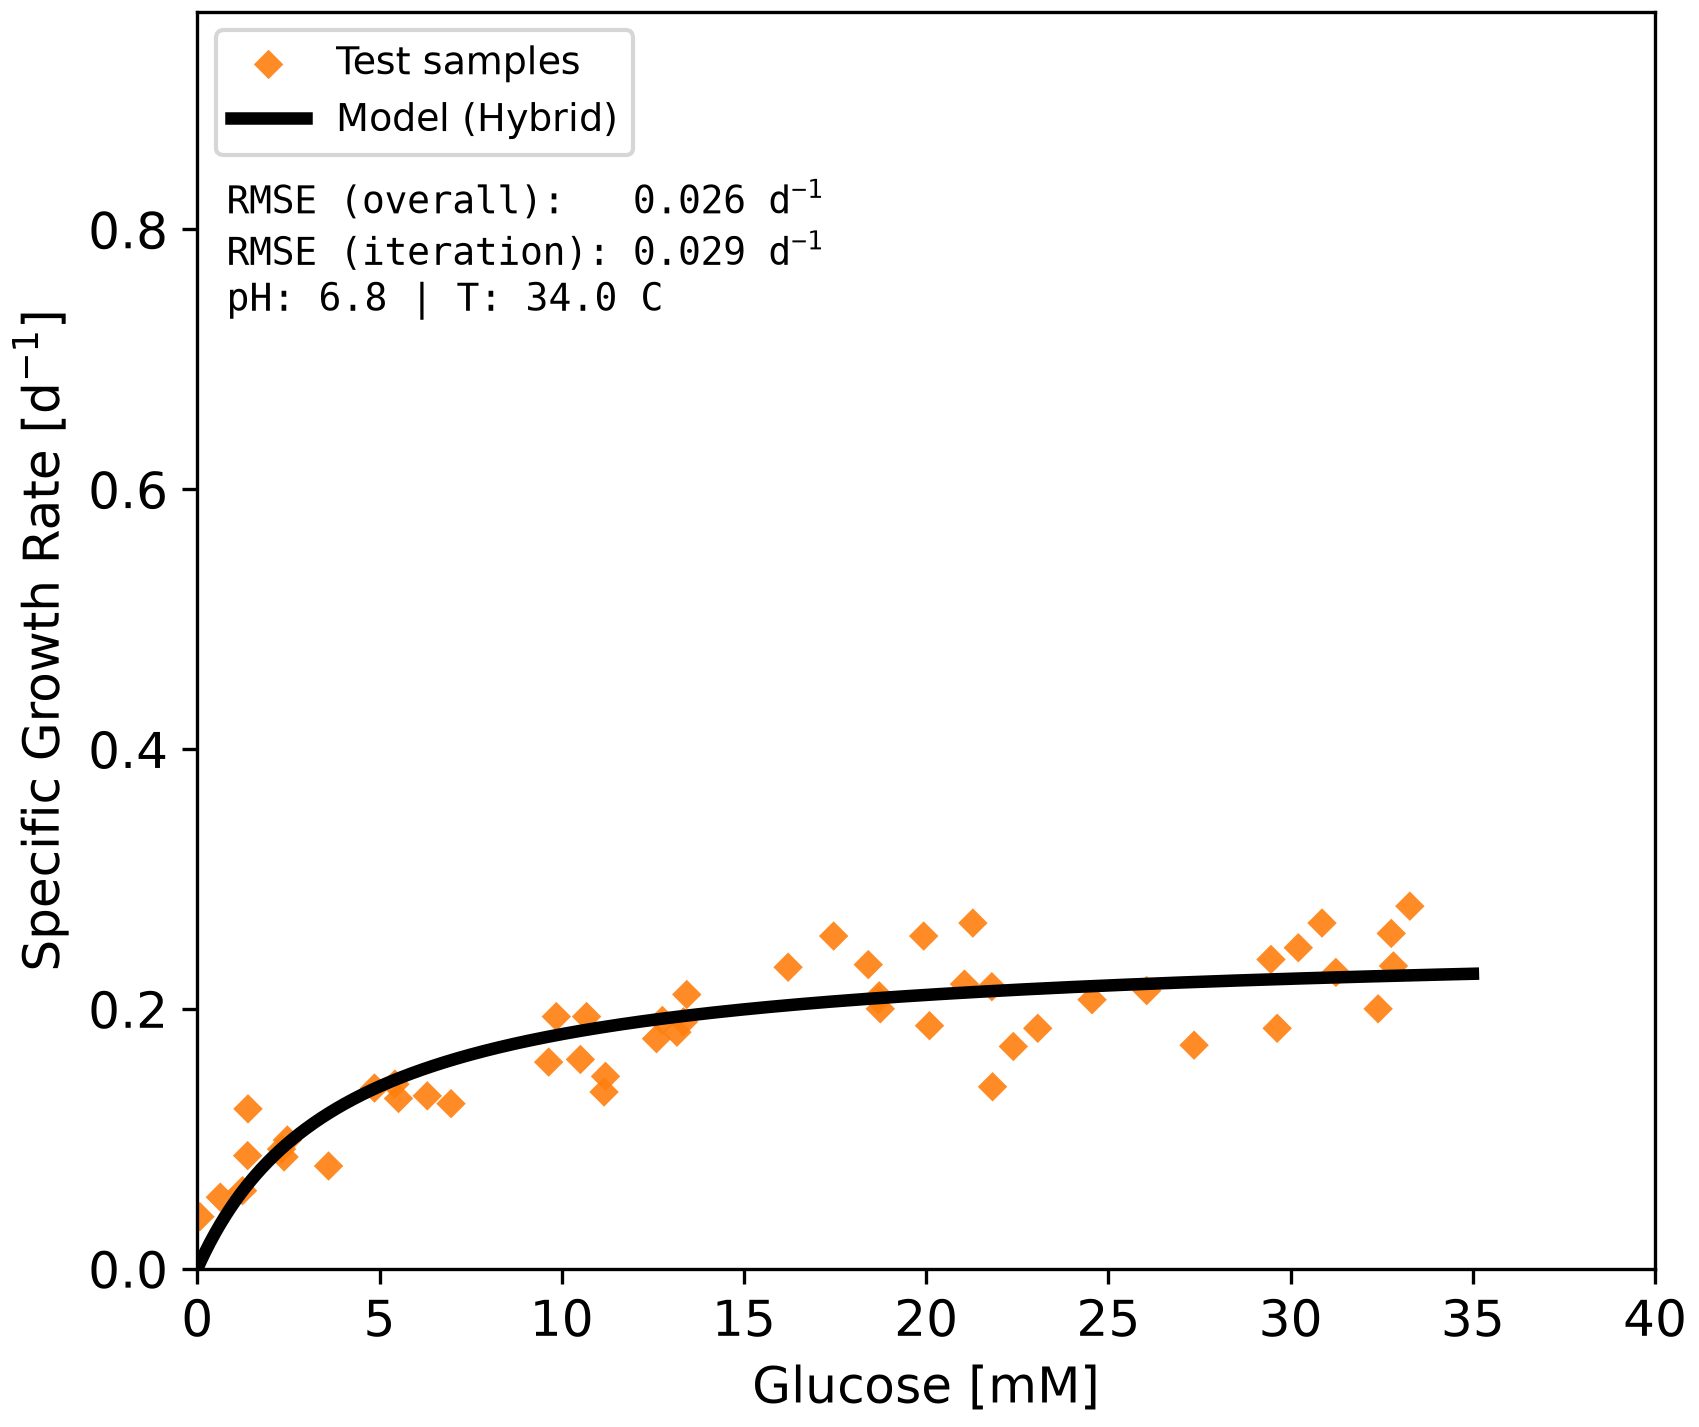 Test samples
Model (Hybrid)
RMSE (overall):   0.026 d⁻¹
RMSE (iteration): 0.029 d⁻¹
pH: 6.8 | T: 34.0 C
Specific Growth Rate [d⁻¹]
0.8
0.6
0.4
0.2
0.0
0 5 10 15 20 25 30 35 40
Glucose [mM]